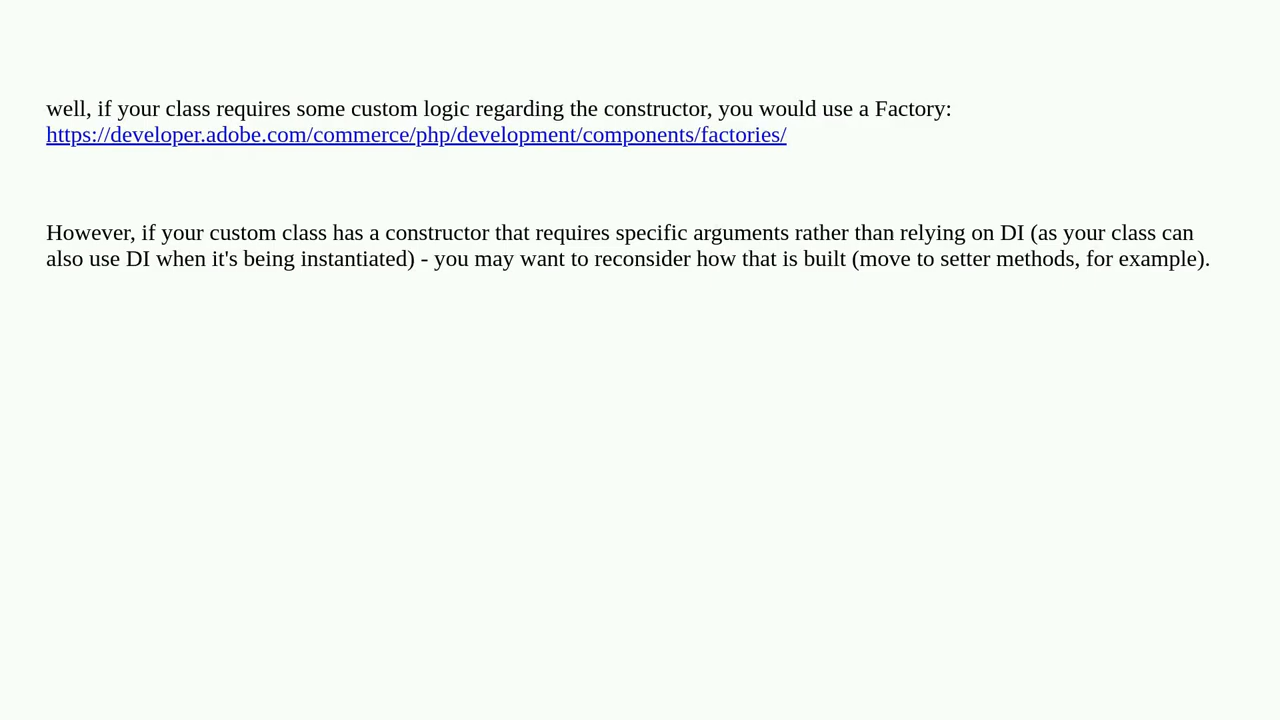 well, if your class requires some custom logic regarding the constructor, you would use a Factory:
https://developer.adobe.com/commerce/php/development/components/factories/
However, if your custom class has a constructor that requires specific arguments rather than relying on DI (as your class can
also use DI when it's being instantiated) - you may want to reconsider how that is built (move to setter methods, for example).